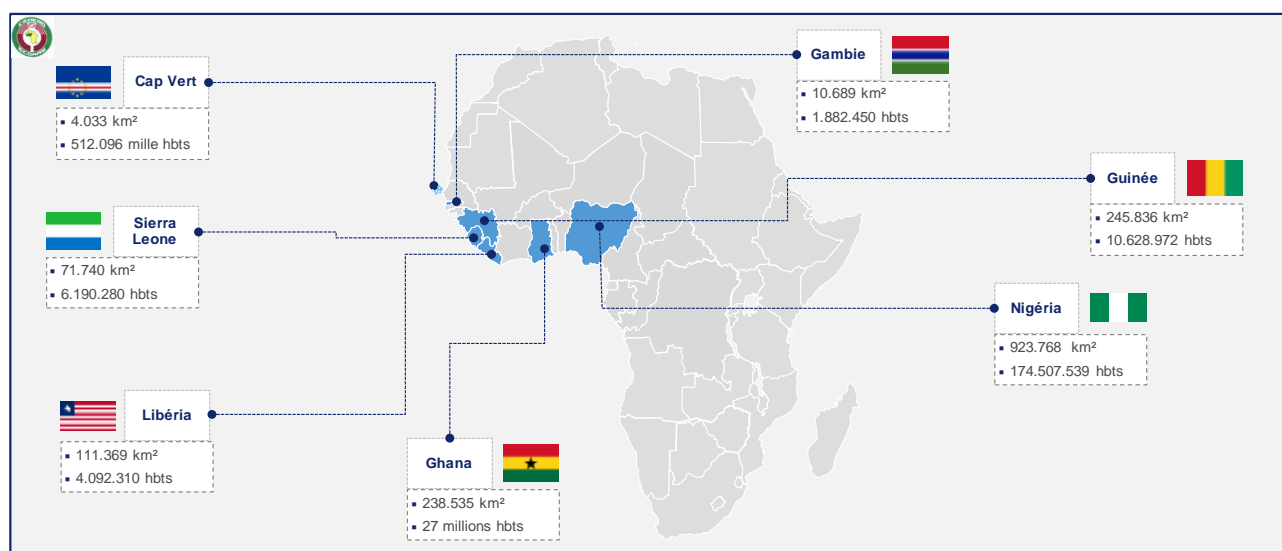 Cap Vert
▪ 4.033 km²
▪ 512.096 mille hbts
Gambie
▪ 10.689 km²
▪ 1.882.450 hbts
Guinée
▪ 245.836 km²
▪ 10.628.972 hbts
Sierra
Leone
▪ 71.740 km²
▪ 6.190.280 hbts
Nigéria
▪ 923.768 km²
▪ 174.507.539 hbts
Libéria
▪ 111.369 km²
▪ 4.092.310 hbts
Ghana
▪ 238.535 km²
▪ 27 millions hbts